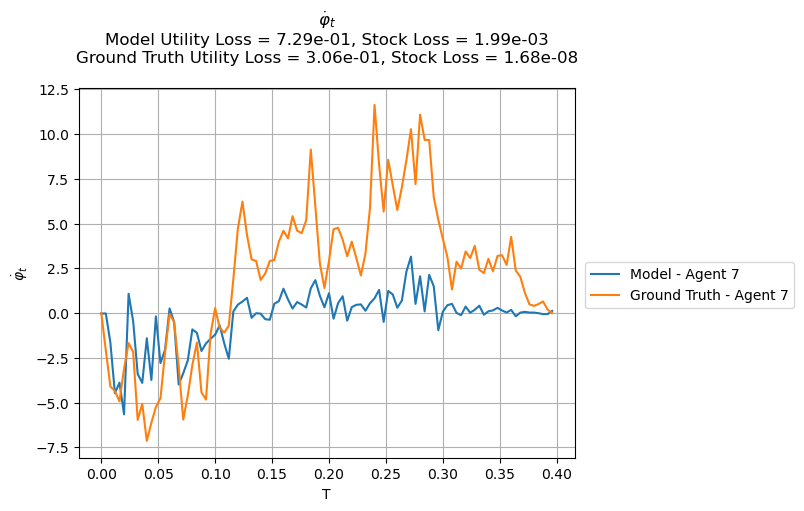 φ̇ₜ
Model Utility Loss = 7.29e-01, Stock Loss = 1.99e-03
Ground Truth Utility Loss = 3.06e-01, Stock Loss = 1.68e-08
12.5
10.0
7.5
5.0
2.5
0.0
−2.5
−5.0
−7.5
φ̇ₜ
0.00 0.05 0.10 0.15 0.20 0.25 0.30 0.35 0.40
T
Model - Agent 7
Ground Truth - Agent 7